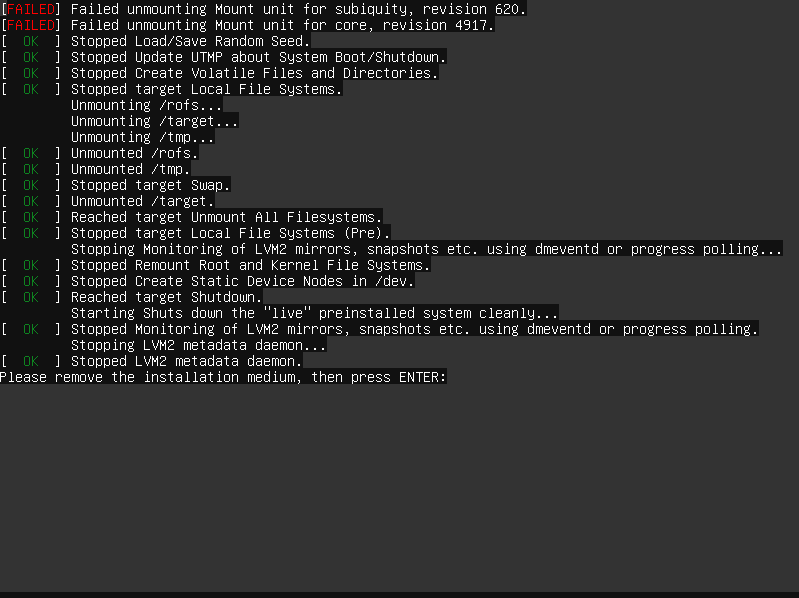 [FAILED] Failed unmounting Mount unit for subiquity, revision 620.
[FAILED] Failed unmounting Mount unit for core, revision 4917.
[  OK  ] Stopped Load/Save Random Seed.
[  OK  ] Stopped Update UTMP about System Boot/Shutdown.
[  OK  ] Stopped Create Volatile Files and Directories.
[  OK  ] Stopped target Local File Systems.
         Unmounting /rofs...
         Unmounting /target...
         Unmounting /tmp...
[  OK  ] Unmounted /rofs.
[  OK  ] Unmounted /tmp.
[  OK  ] Stopped target Swap.
[  OK  ] Unmounted /target.
[  OK  ] Reached target Unmount All Filesystems.
[  OK  ] Stopped target Local File Systems (Pre).
         Stopping Monitoring of LVM2 mirrors, snapshots etc. using dmeventd or progress polling...
[  OK  ] Stopped Remount Root and Kernel File Systems.
[  OK  ] Stopped Create Static Device Nodes in /dev.
[  OK  ] Reached target Shutdown.
         Starting Shuts down the "live" preinstalled system cleanly...
[  OK  ] Stopped Monitoring of LVM2 mirrors, snapshots etc. using dmeventd or progress polling.
         Stopping LVM2 metadata daemon...
[  OK  ] Stopped LVM2 metadata daemon.
Please remove the installation medium, then press ENTER: